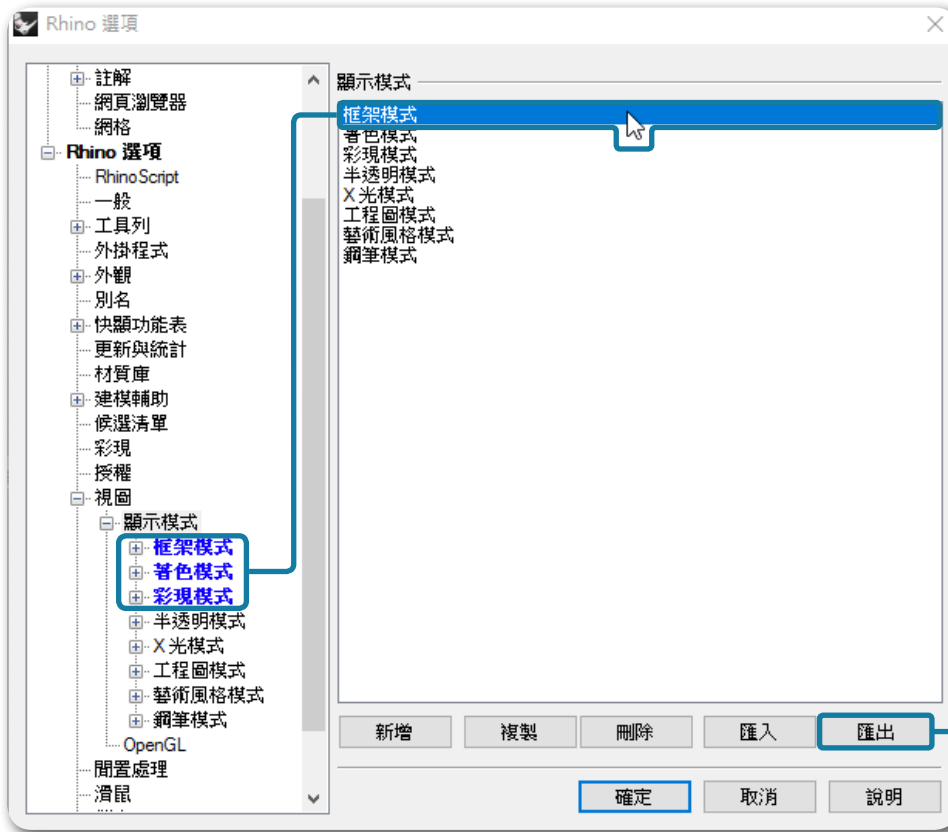 Rhino 選項
註解
網頁瀏覽器
網格
Rhino 選項
RhinoScript
一般
工具列
外掛程式
外觀
別名
快顯功能表
更新與統計
材質庫
建模輔助
候選清單
彩現
授權
視圖
顯示模式
框架模式
著色模式
彩現模式
半透明模式
X 光模式
工程圖模式
藝術風格模式
鋼筆模式
OpenGL
閒置處理
滑鼠
顯示模式
框架模式
著色模式
彩現模式
半透明模式
X 光模式
工程圖模式
藝術風格模式
鋼筆模式
新增 複製 刪除 匯入 匯出
確定 取消 說明